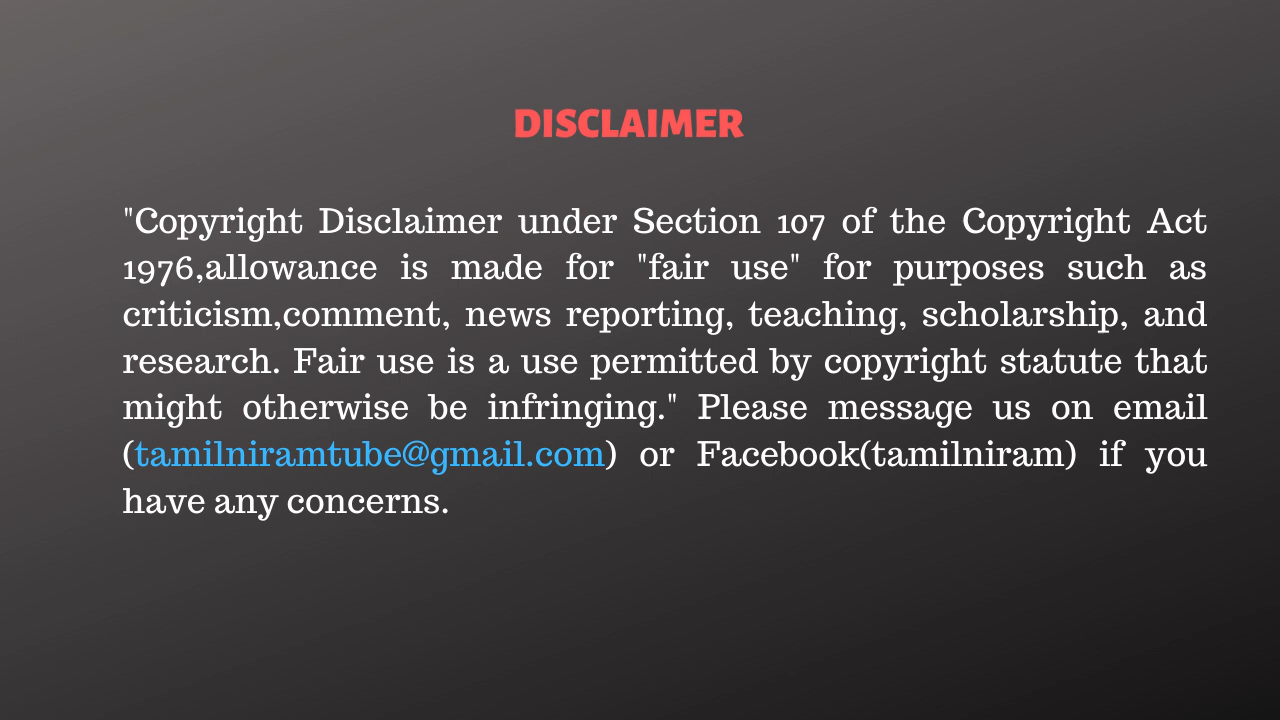 DISCLAIMER
"Copyright Disclaimer under Section 107 of the Copyright Act
1976,allowance is made for "fair use" for purposes such as
criticism,comment, news reporting, teaching, scholarship, and
research. Fair use is a use permitted by copyright statute that
might otherwise be infringing." Please message us on email
(tamilniramtube@gmail.com) or Facebook(tamilniram) if you
have any concerns.